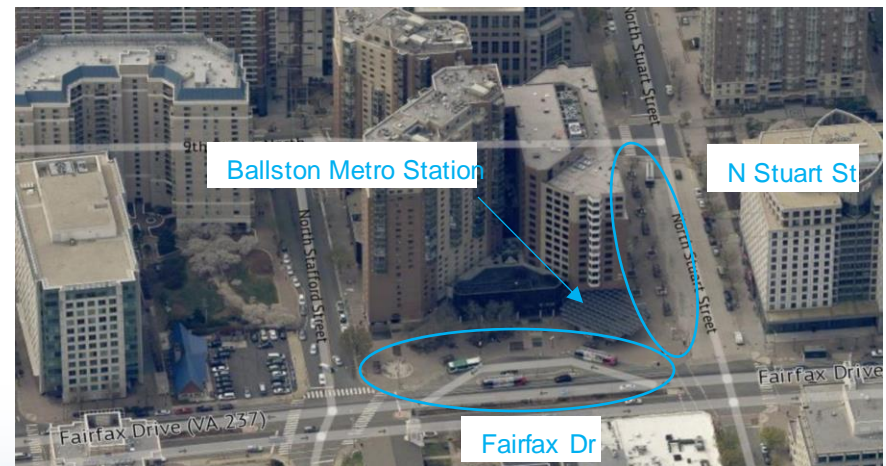 North Stuart Street
9th
North
Ballston Metro Station
N Stuart St
North Stafford Street
North Stuart Street
Fairfax Drive
Fairfax Drive (VA 237)
Fairfax Dr